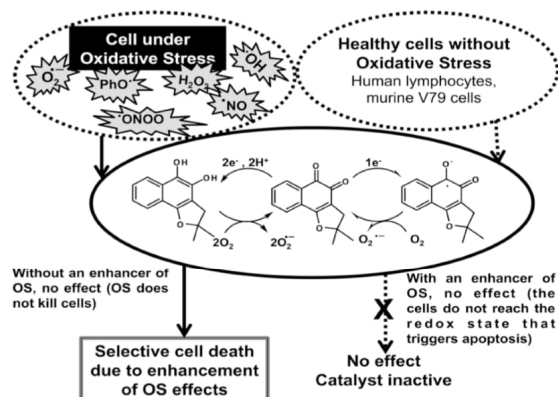 Cell under
Oxidative Stress
O₂•−
PhO•
H₂O₂
•OH
•NO
ONOO
Healthy cells without
Oxidative Stress
Human lymphocytes,
murine V79 cells
OH
OH
O
2e⁻, 2H⁺
O
O
O
1e⁻
O⁻
O
O
2O₂
2O₂•−
O₂•−
O₂
Without an enhancer of
OS, no effect (OS does
not kill cells)
With an enhancer of
OS, no effect (the
cells do not reach the
redox state that
triggers apoptosis)
X
Selective cell death
due to enhancement
of OS effects
No effect
Catalyst inactive